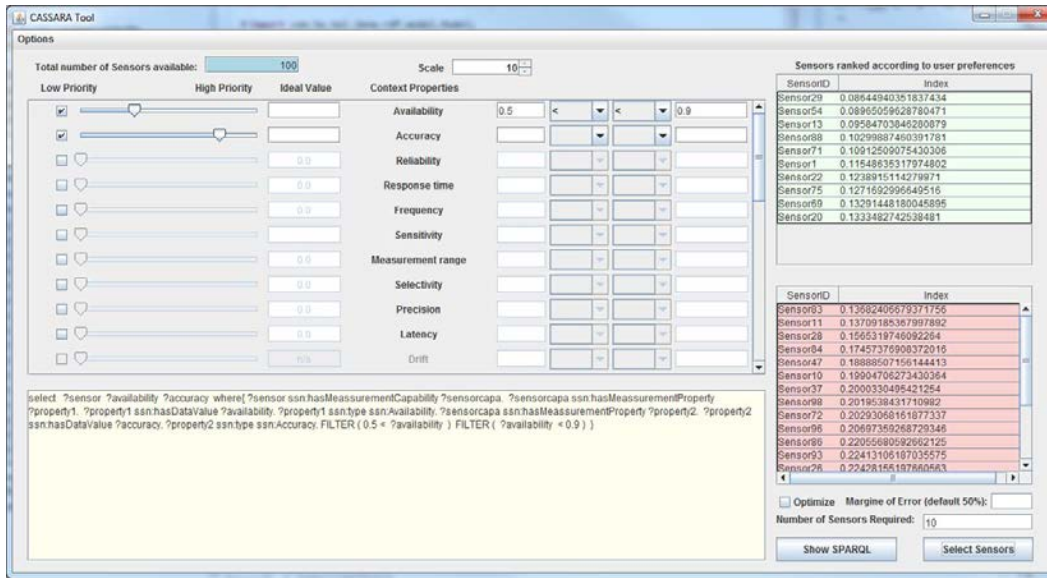 CASSARA Tool
Options
Total number of Sensors available: 100 Scale 10
Low Priority High Priority Ideal Value Context Properties
Availability 0.5 < < 0.9
Accuracy
0.0 Reliability
0.0 Response time
0.0 Frequency
Sensitivity
0.0 Measurement range
0.0 Selectivity
0.0 Precision
0.0 Latency
n/a Drift
select ?sensor ?availability ?accuracy where{ ?sensor ssn:hasMeassurementCapability ?sensorcapa. ?sensorcapa ssn:hasMeassurementProperty
?property1. ?property1 ssn:hasDataValue ?availability. ?property1 ssn:type ssn:Availability. ?sensorcapa ssn:hasMeassurementProperty ?property2. ?property2
ssn:hasDataValue ?accuracy. ?property2 ssn:type ssn:Accuracy. FILTER ( 0.5 < ?availability ) FILTER ( ?availability < 0.9 ) }
Sensors ranked according to user preferences
SensorID Index
Sensor29 0.08644940351837434
Sensor54 0.08965059628780471
Sensor13 0.09584703846280879
Sensor88 0.10299887460391781
Sensor71 0.10912509075430306
Sensor1 0.11548635317974802
Sensor22 0.1238915114279971
Sensor75 0.1271692996649516
Sensor69 0.13291448180045895
Sensor20 0.1333482742538481
SensorID Index
Sensor83 0.13682406679371756
Sensor11 0.13709185367997892
Sensor28 0.1565319746092264
Sensor84 0.17457376908372016
Sensor47 0.18888507156144413
Sensor10 0.19904706273430364
Sensor37 0.2000330495421254
Sensor98 0.2019538431710982
Sensor72 0.20293068161877337
Sensor96 0.20697359268729346
Sensor86 0.22055680592662125
Sensor93 0.22413106187035575
Sensor26 0.22428155197660563
Optimize Margine of Error (default 50%):
Number of Sensors Required: 10
Show SPARQL Select Sensors